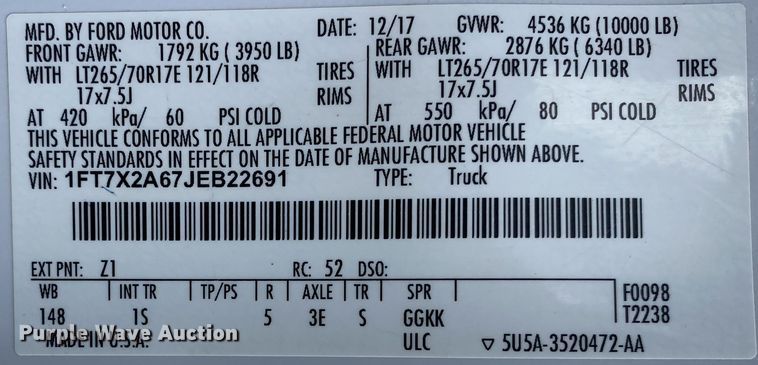 MFD. BY FORD MOTOR CO. DATE: 12/17 GVWR: 4536 KG (10000 LB)
FRONT GAWR: 1792 KG ( 3950 LB) REAR GAWR: 2876 KG ( 6340 LB)
WITH LT265/70R17E 121/118R TIRES WITH LT265/70R17E 121/118R TIRES
17x7.5J RIMS 17x7.5J RIMS
AT 420 kPa/ 60 PSI COLD AT 550 kPa/ 80 PSI COLD
THIS VEHICLE CONFORMS TO ALL APPLICABLE FEDERAL MOTOR VEHICLE
SAFETY STANDARDS IN EFFECT ON THE DATE OF MANUFACTURE SHOWN ABOVE.
VIN: 1FT7X2A67JEB22691 TYPE: Truck
EXT PNT: Z1 RC: 52 DSO:
WB INT TR TP/PS R AXLE TR SPR F0098
148 1S 5 3E S GGKK T2238
Purple Wave Auction
MADE IN U.S.A. ULC ▽ 5U5A-3520472-AA